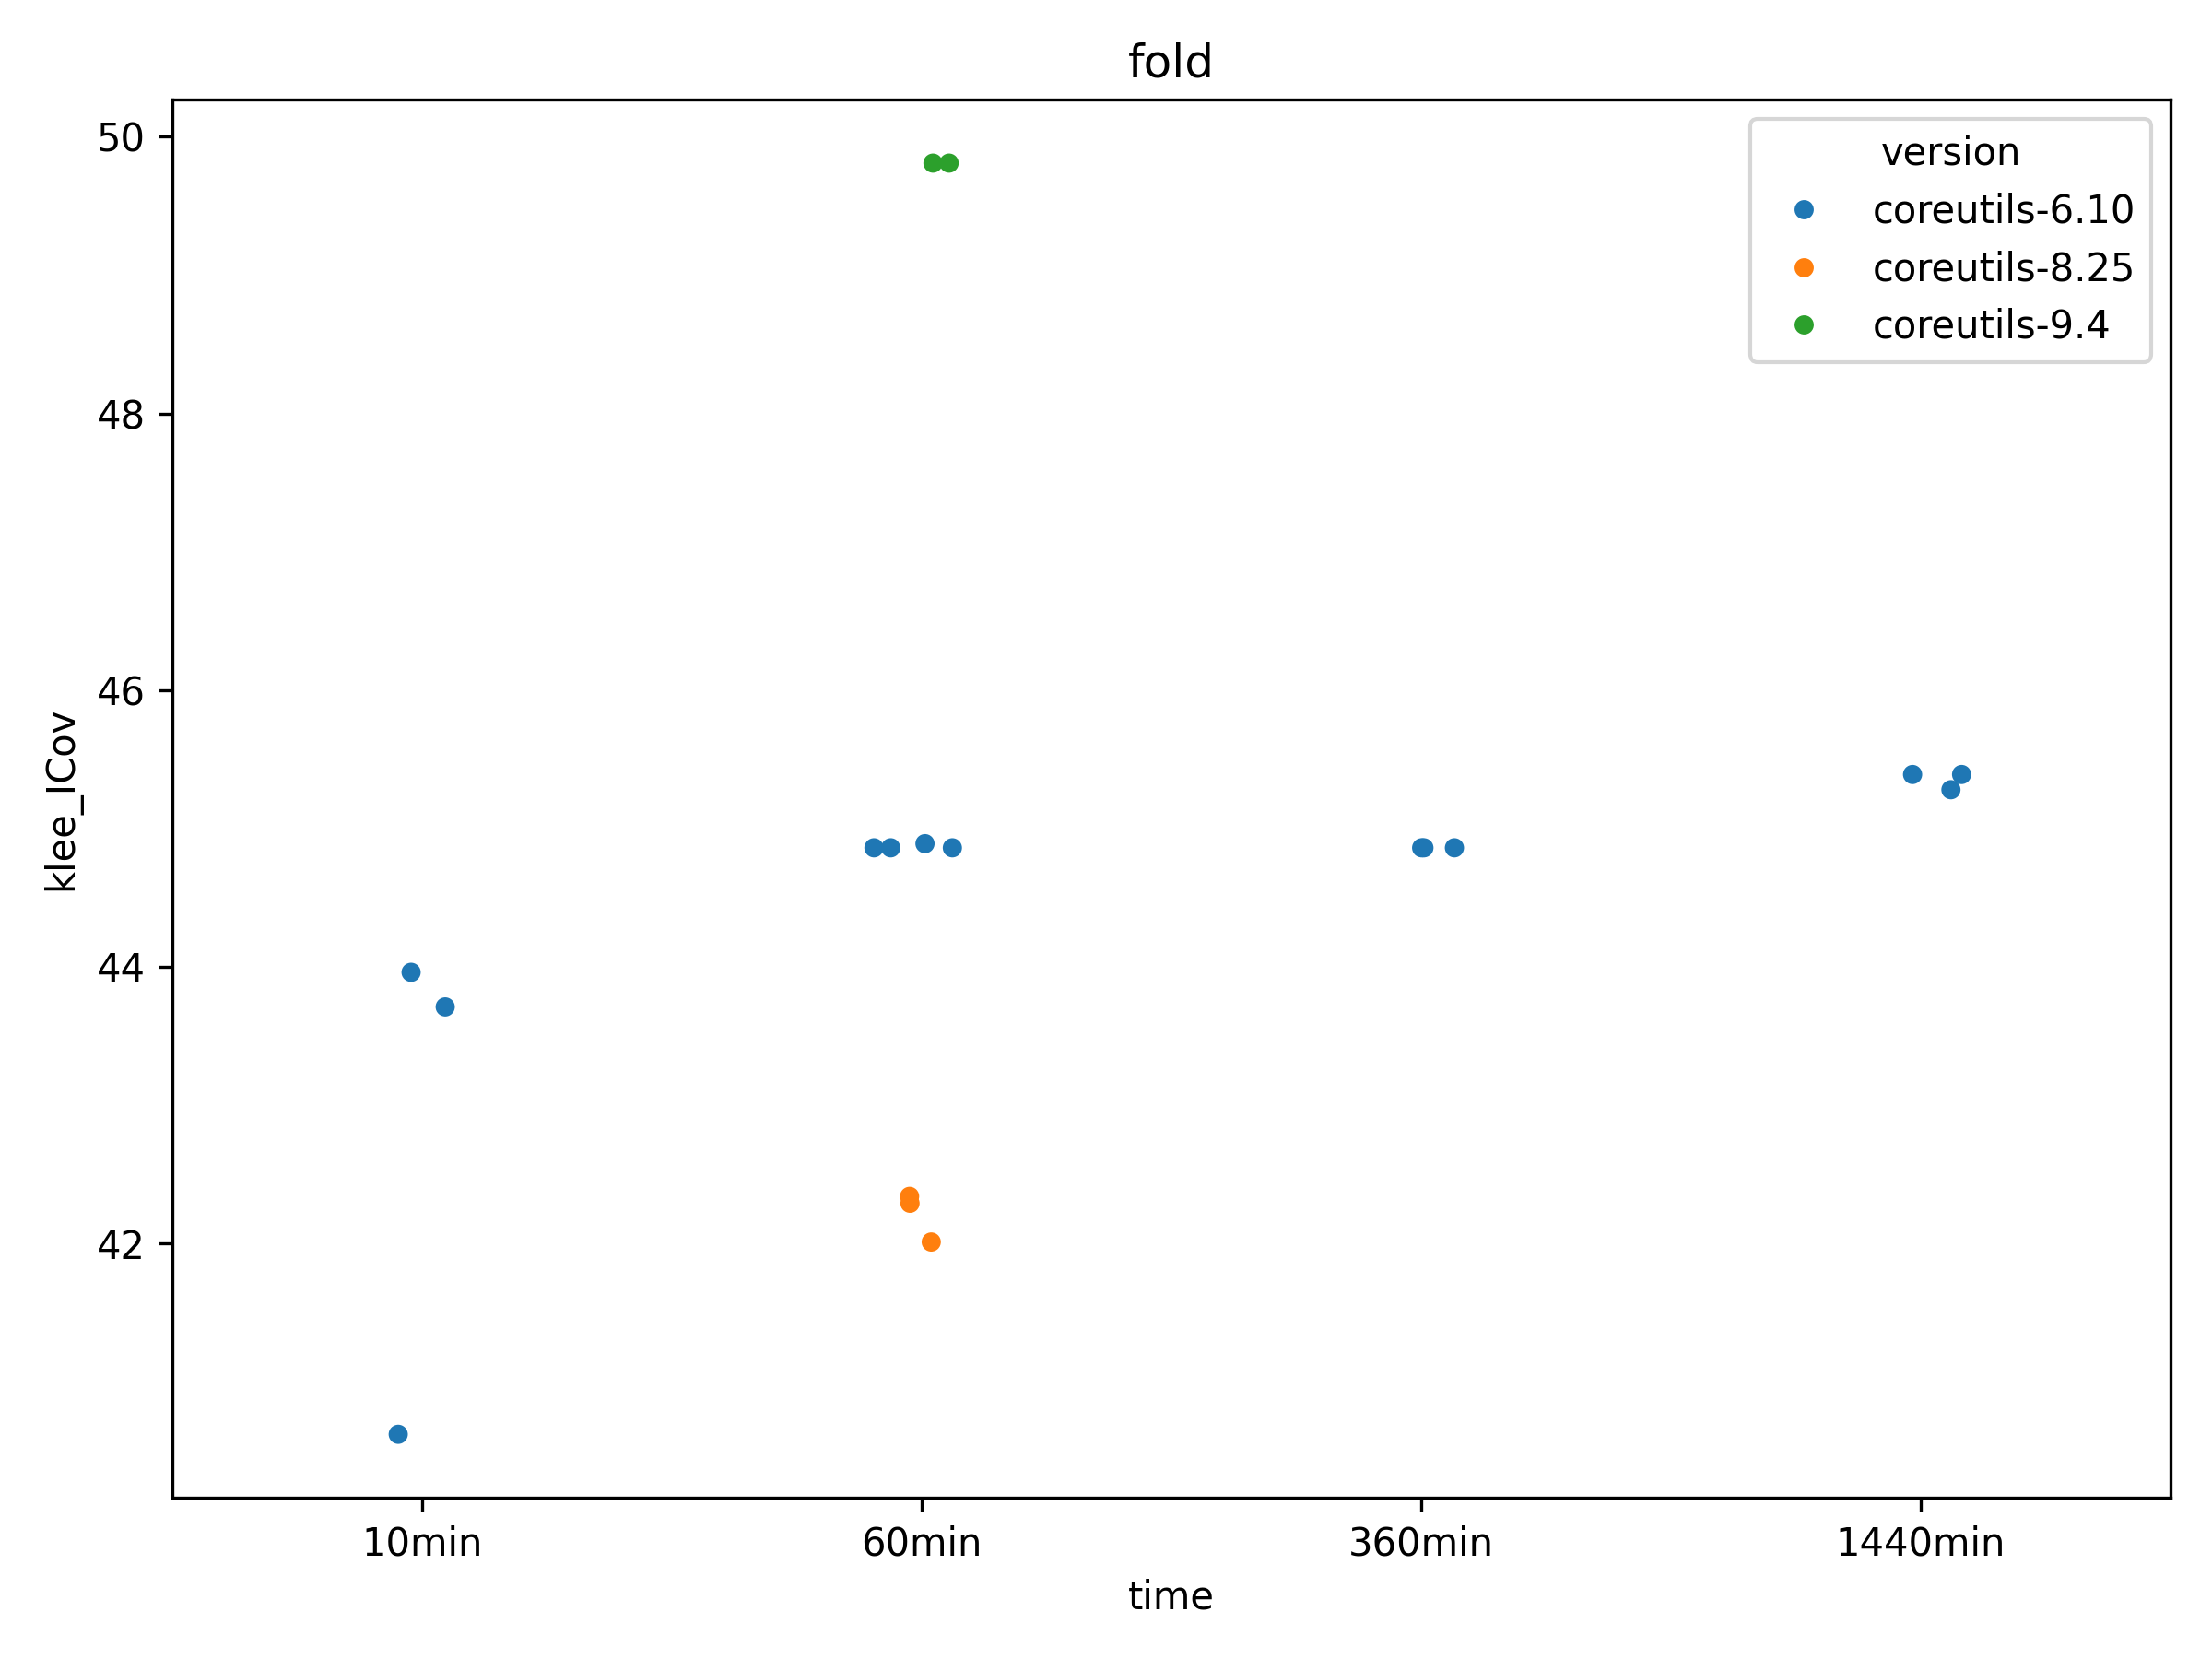 fold
version
coreutils-6.10
coreutils-8.25
coreutils-9.4
50
48
46
44
42
klee_ICov
10min
60min
360min
1440min
time